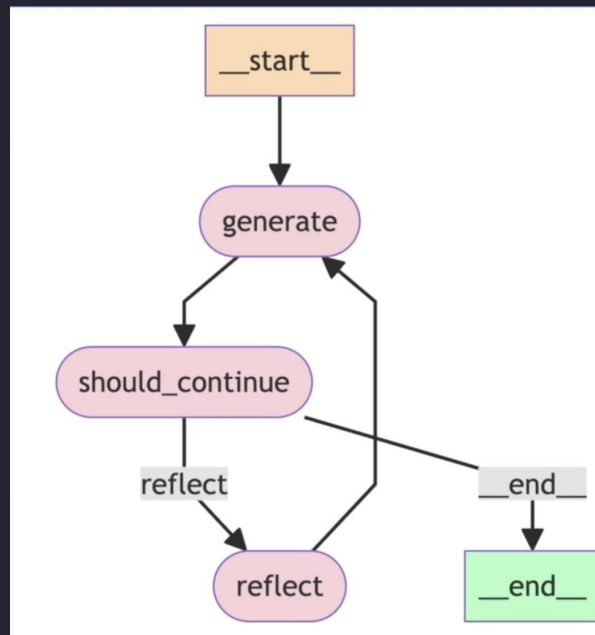 __start__
generate
should_continue
reflect
__end__
reflect
__end__